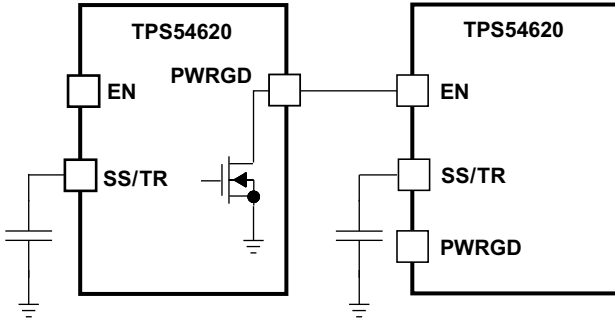 TPS54620
PWRGD
EN
SS/TR
TPS54620
EN
SS/TR
PWRGD